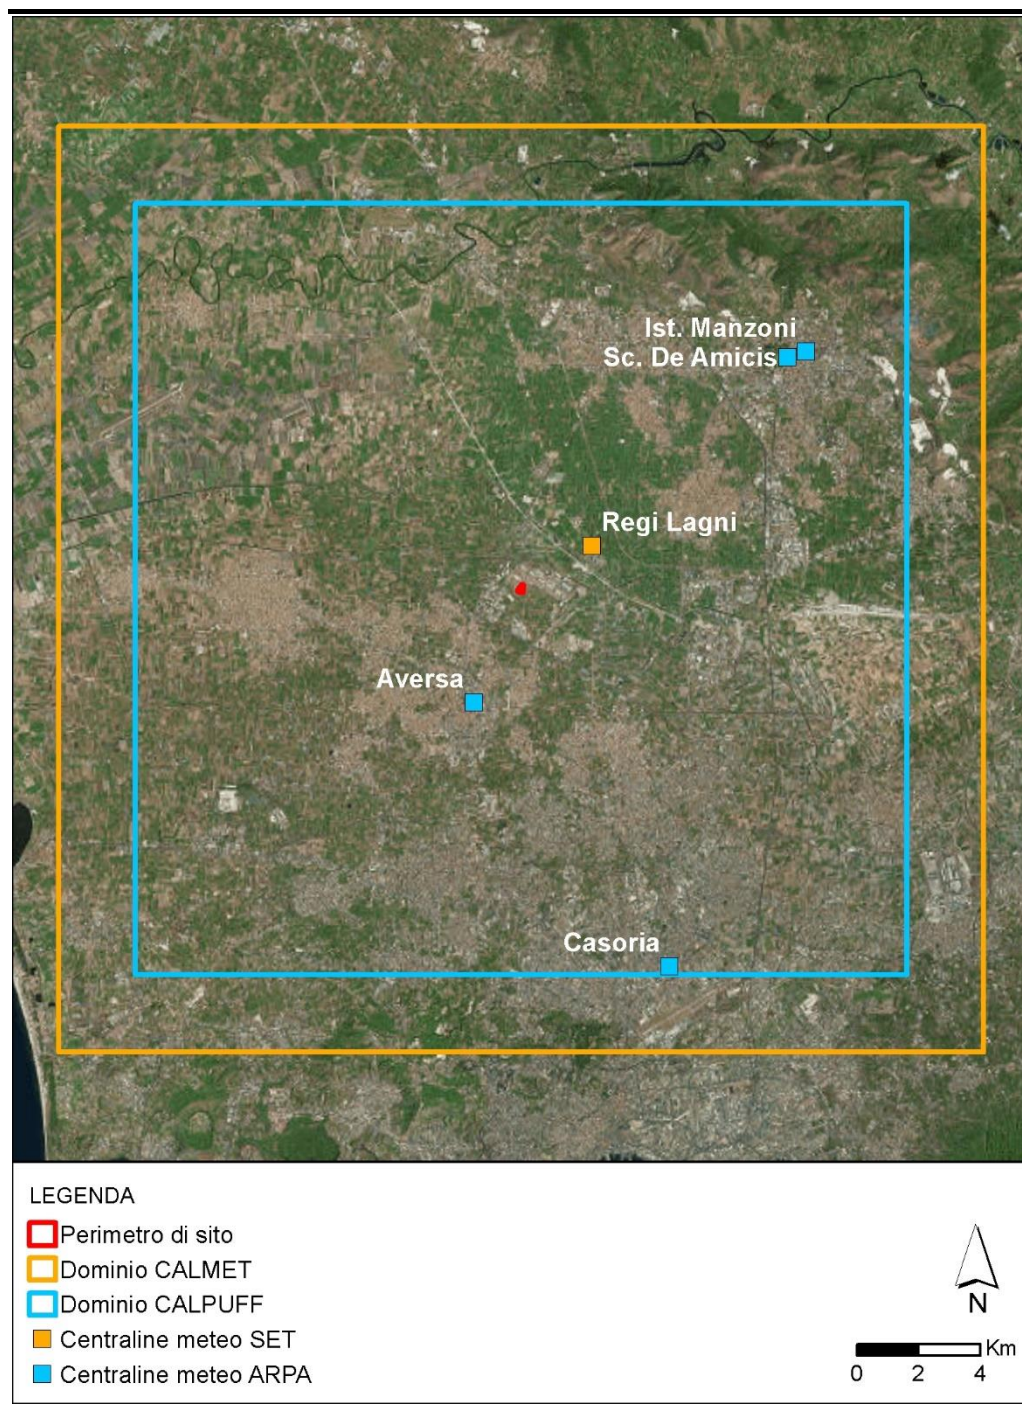 Ist. Manzoni
Sc. De Amicis
Regi Lagni
Aversa
Casoria
LEGENDA
Perimetro di sito
Dominio CALMET
Dominio CALPUFF
Centraline meteo SET
Centraline meteo ARPA
N
Km
0 2 4